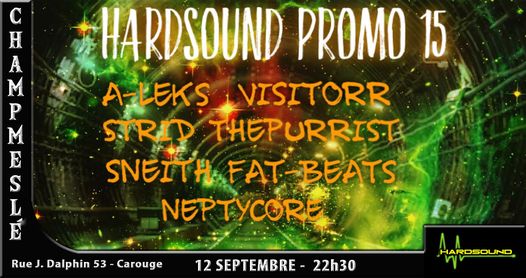 CHAMPMESLÉ
HARDSOUND PROMO 15
A-LEKS VISITORR
STRID THEPURRIST
SNEITH FAT-BEATS
NEPTYCORE
Rue J. Dalphin 53 - Carouge
12 SEPTEMBRE - 22h30
HARDSOUND